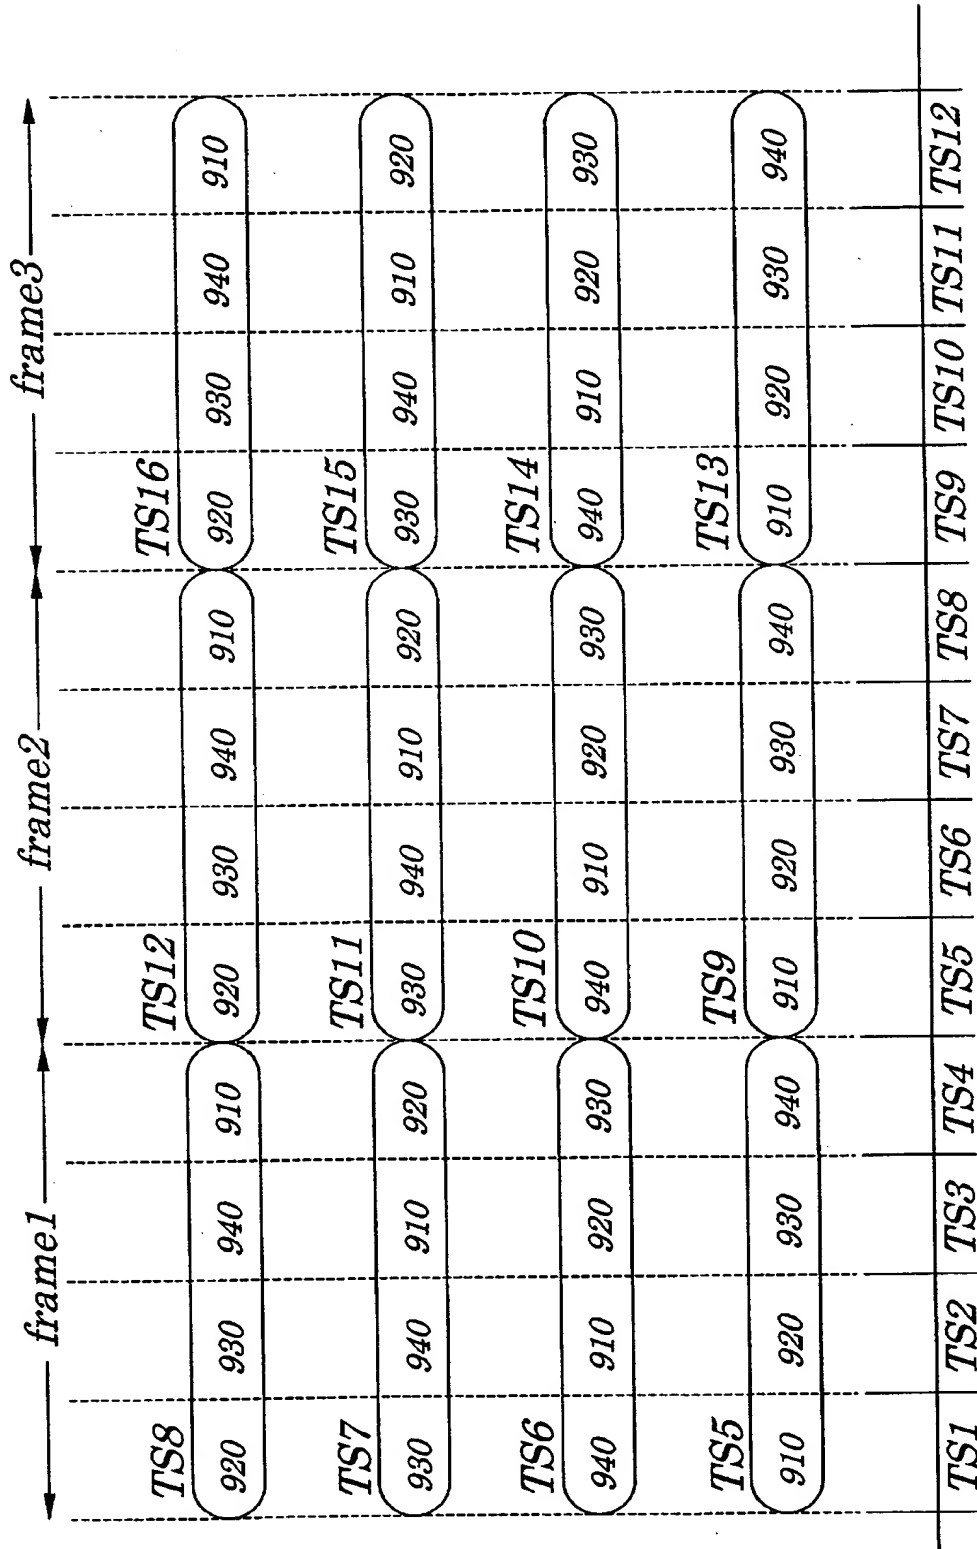 frame1 frame2 frame3
TS8 TS12 TS16
920 930 940 910 920 930 940 910 920 930 940 910
TS7 TS11 TS15
930 940 910 920 930 940 910 920 930 940 910 920
TS6 TS10 TS14
940 910 920 930 940 910 920 930 940 910 920 930
TS5 TS9 TS13
910 920 930 940 910 920 930 940 910 920 930 940
TS1 TS2 TS3 TS4 TS5 TS6 TS7 TS8 TS9 TS10 TS11 TS12